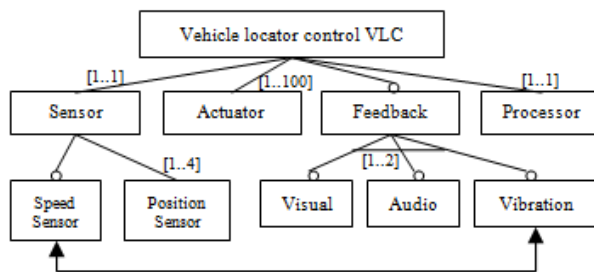 Vehicle locator control VLC
[1..1]
[1..100]
[1..1]
Sensor
Actuator
Feedback
Processor
[1..4]
[1..2]
Speed
Sensor
Position
Sensor
Visual
Audio
Vibration